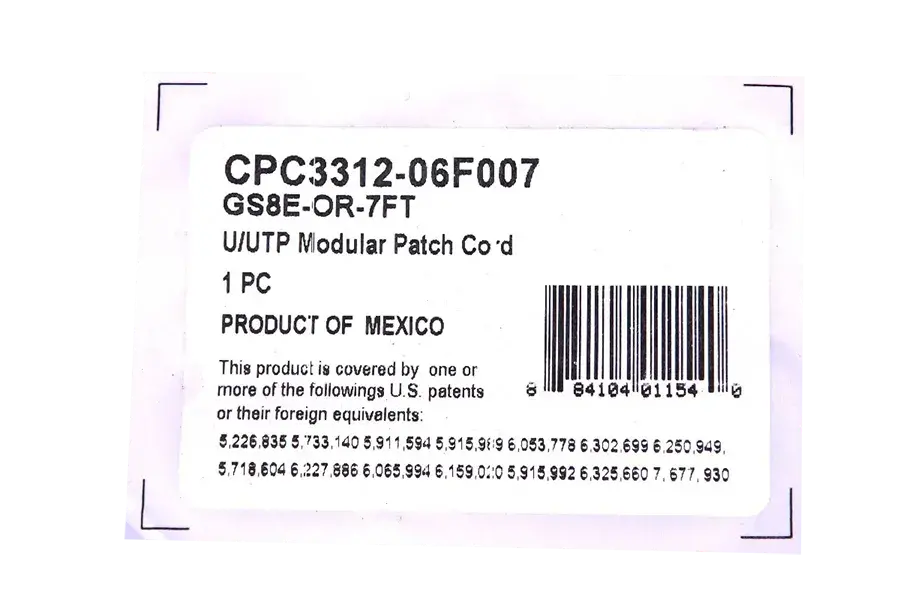 CPC3312-06F007
GS8E-OR-7FT
U/UTP Modular Patch Cord
1 PC
PRODUCT OF MEXICO
This product is covered by one or
more of the followings U.S. patents
or their foreign equivalents:
5,226,835 5,733,140 5,911,594 5,915,989 6,053,778 6,302,699 6,250,949,
5,718,604 6,227,886 6,065,994 6,159,020 5,915,992 6,325,660 7, 677, 930
8 84104 01154 0